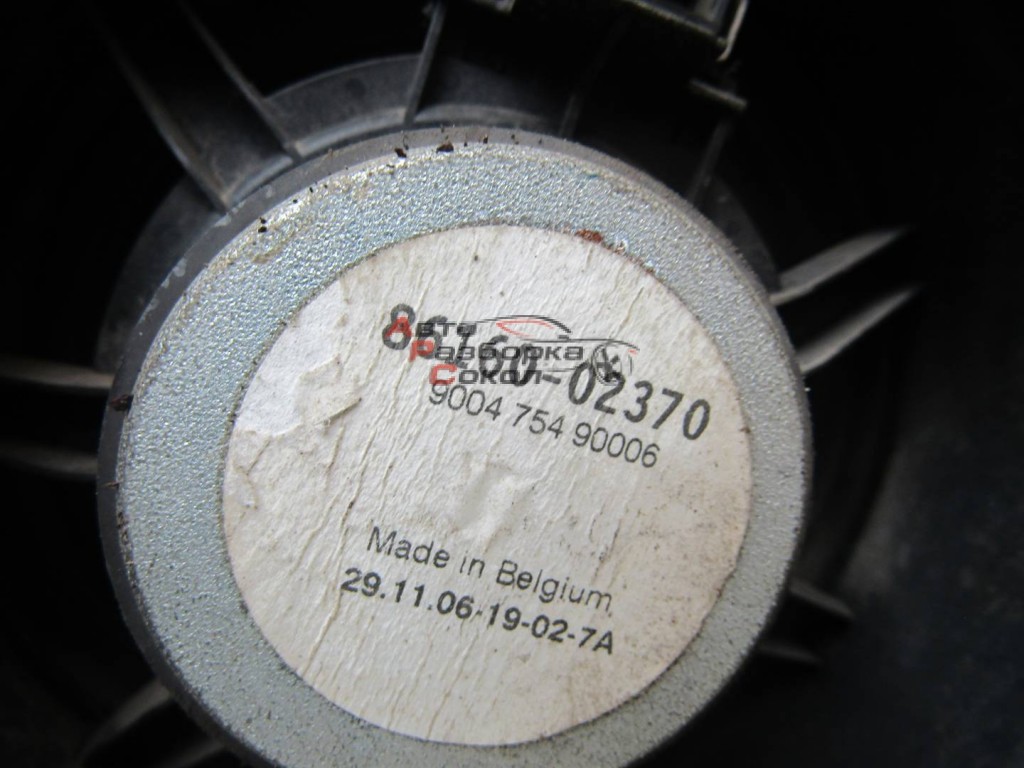 86160-02370
Авто
Разборка
Сокол
9004 754 90006
Made in Belgium
29.11.06-19-02-7A